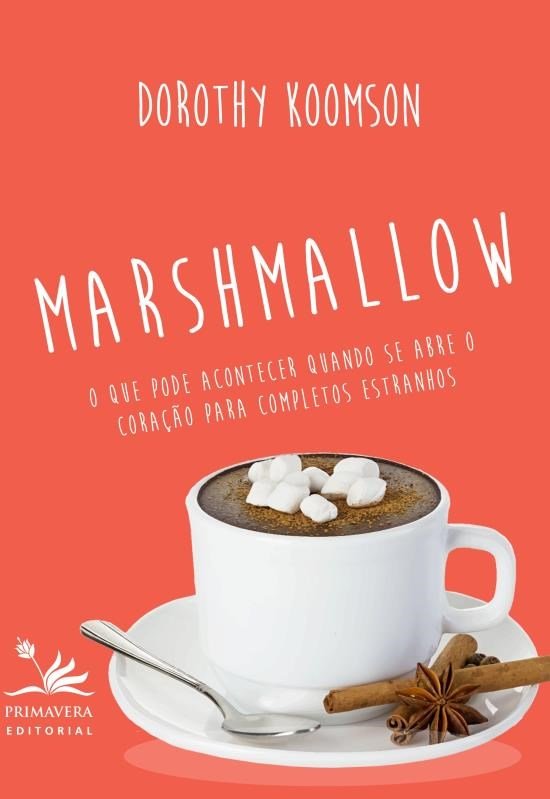 DOROTHY KOOMSON
MARSHMALLOW
O QUE PODE ACONTECER QUANDO SE ABRE O
CORAÇÃO PARA COMPLETOS ESTRANHOS
PRIMAVERA
EDITORIAL